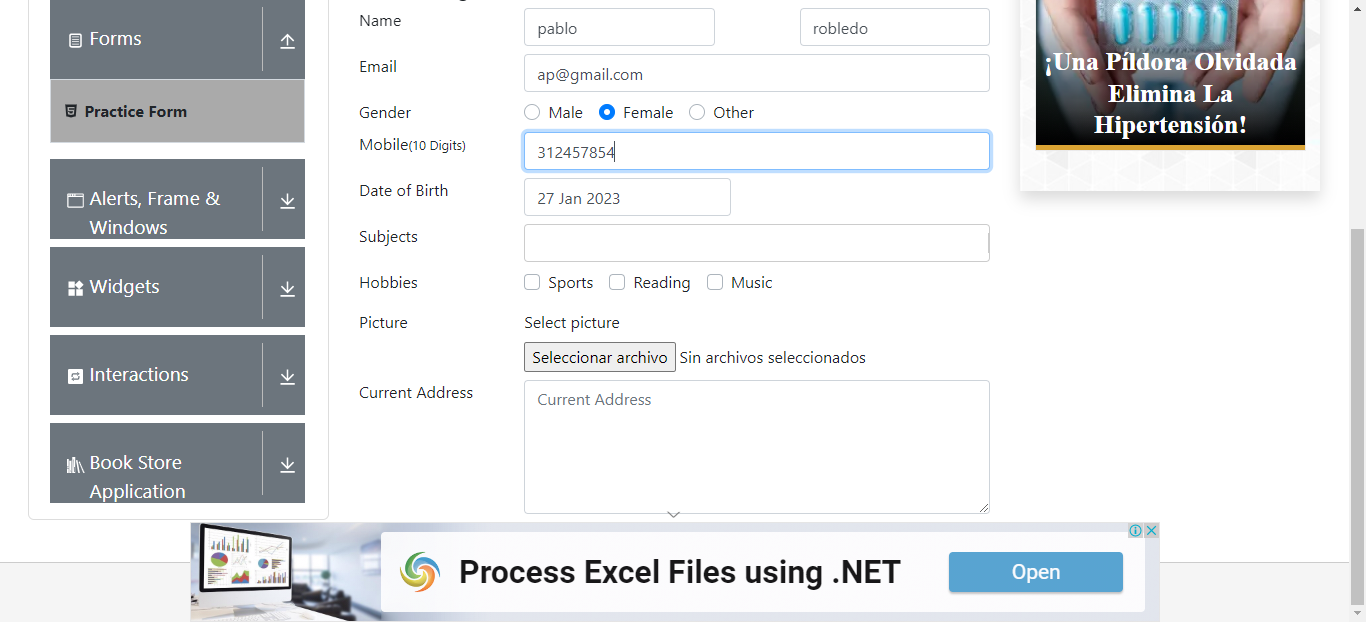 Forms
Practice Form
Alerts, Frame &
Windows
Widgets
Interactions
Book Store
Application
Name
pablo
robledo
Email
ap@gmail.com
Gender
Male
Female
Other
Mobile(10 Digits)
312457854
Date of Birth
27 Jan 2023
Subjects
Hobbies
Sports
Reading
Music
Picture
Select picture
Seleccionar archivo Sin archivos seleccionados
Current Address
Current Address
¡Una Píldora Olvidada
Elimina La
Hipertensión!
Process Excel Files using .NET
Open